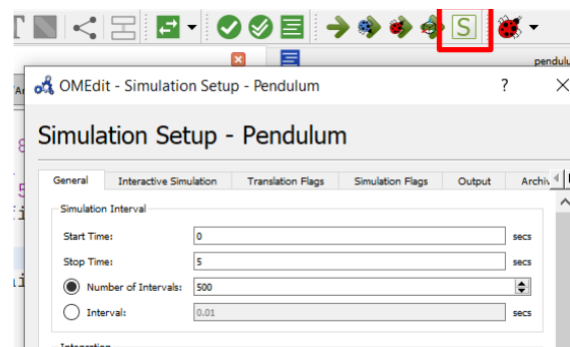 S
pendulu
OMEdit - Simulation Setup - Pendulum ?
Simulation Setup - Pendulum
General Interactive Simulation Translation Flags Simulation Flags Output Archiv
Simulation Interval
Start Time: 0 secs
Stop Time: 5 secs
Number of Intervals: 500
Interval: 0.01 secs